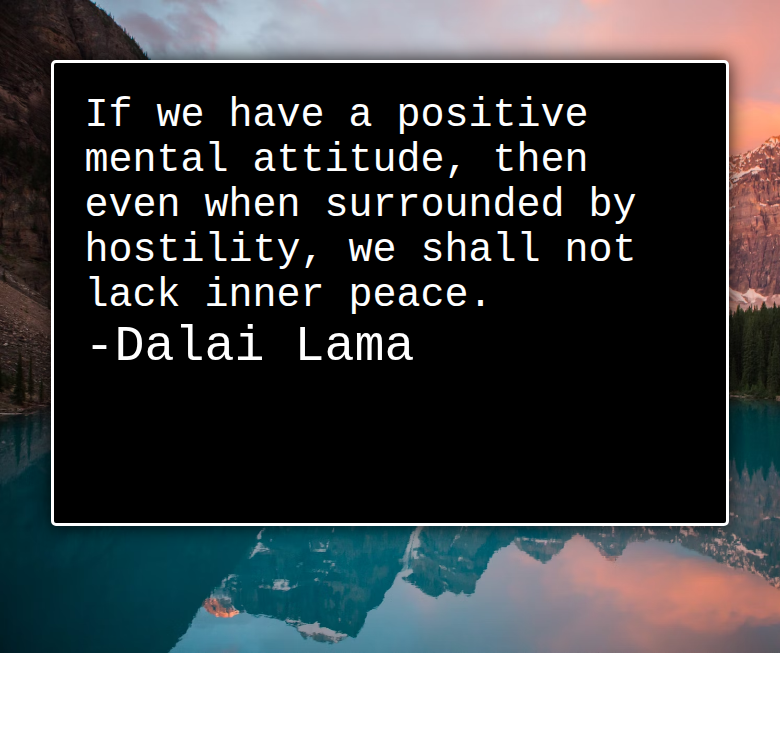 If we have a positive
mental attitude, then
even when surrounded by
hostility, we shall not
lack inner peace.
-Dalai Lama